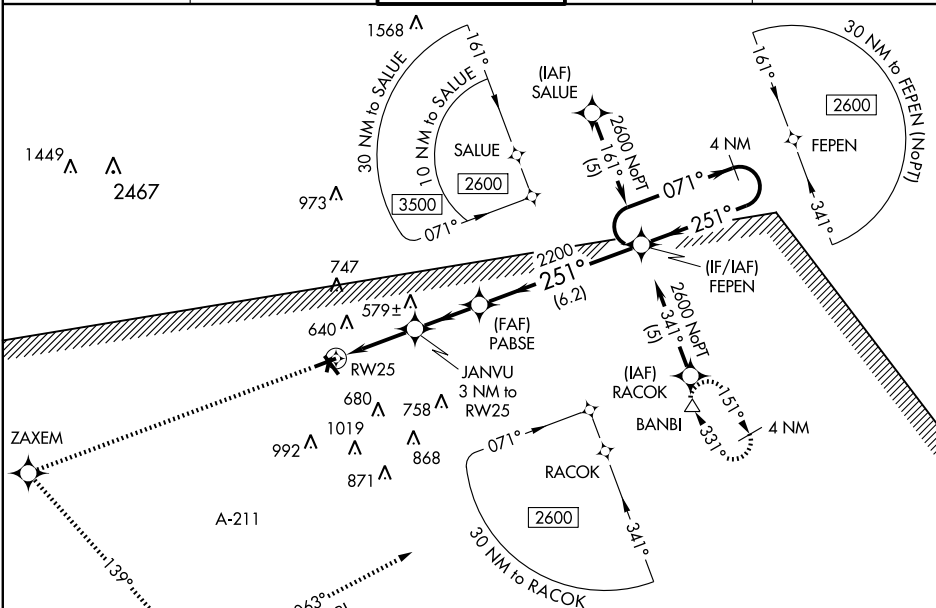 1568
161°
30 NM to SALUE
10 NM to SALUE
SALUE
2600
3500
071°
(IAF)
SALUE
2600 NoPT
161°
(5)
4 NM
071°
251°
30 NM to FEPEN (NoPT)
161°
2600
FEPEN
341°
1449
2467
973
747
2200
251°
(6.2)
(IF/IAF)
FEPEN
579±
640
(FAF)
PABSE
RW25
JANVU
3 NM to
RW25
2600 NoPT
341°
(5)
(IAF)
RACOK
BANBI
151°
331°
4 NM
680
758
1019
992
868
871
ZAXEM
071°
RACOK
2600
341°
30 NM to RACOK
A-211
139°